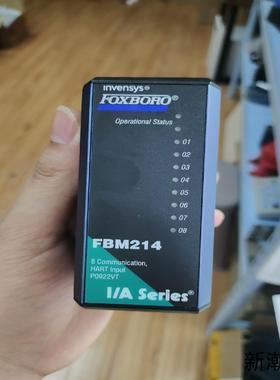 invensys®
FOXBORO®
Operational Status
01
02
03
04
05
06
07
08
FBM214
8 Communication,
HART Input
P0922VT
I/A Series®
新潮